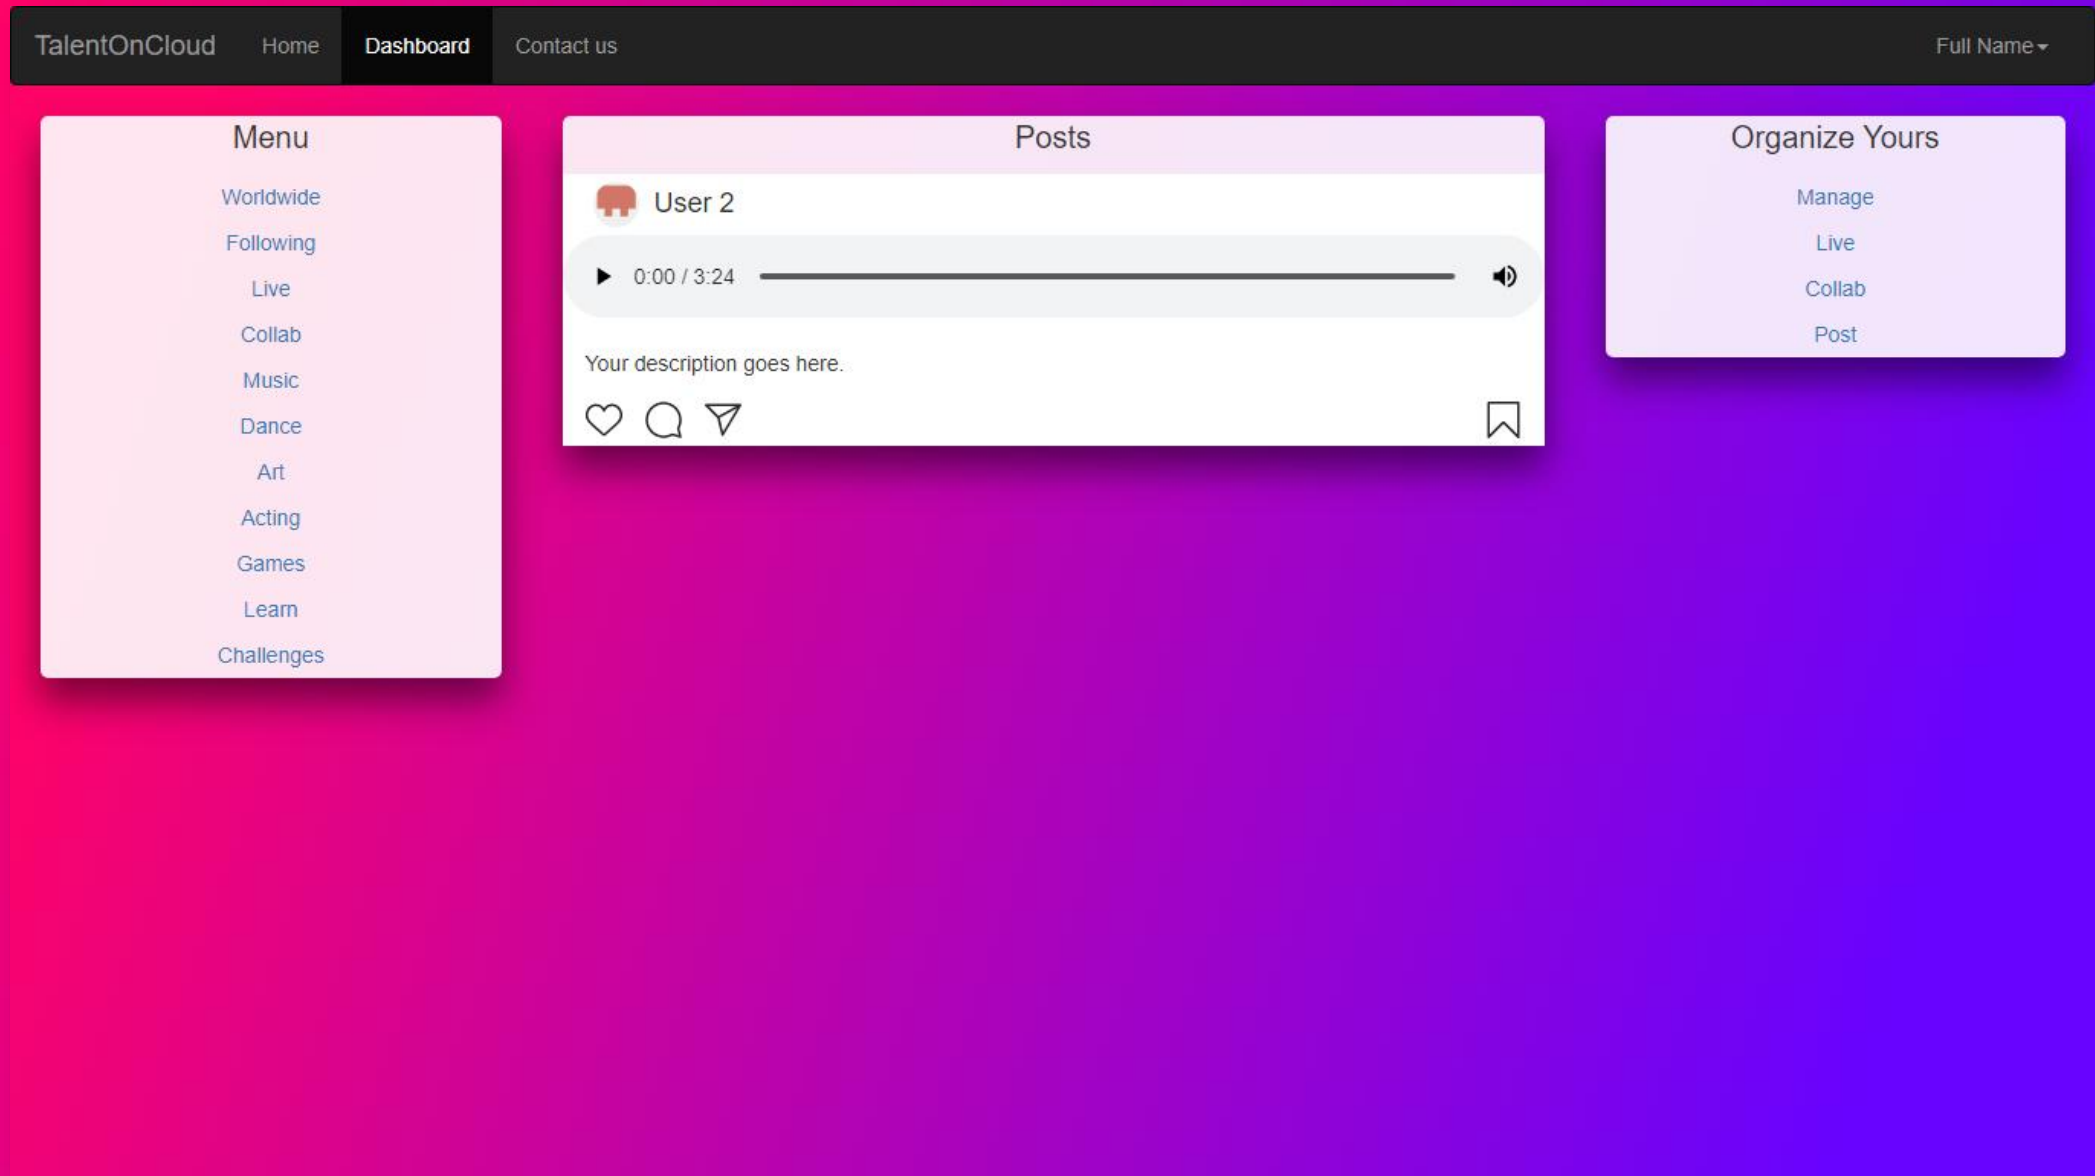 TalentOnCloud Home Dashboard Contact us Full Name
Menu
Worldwide
Following
Live
Collab
Music
Dance
Art
Acting
Games
Learn
Challenges
Posts
User 2
0:00 / 3:24
Your description goes here.
Organize Yours
Manage
Live
Collab
Post